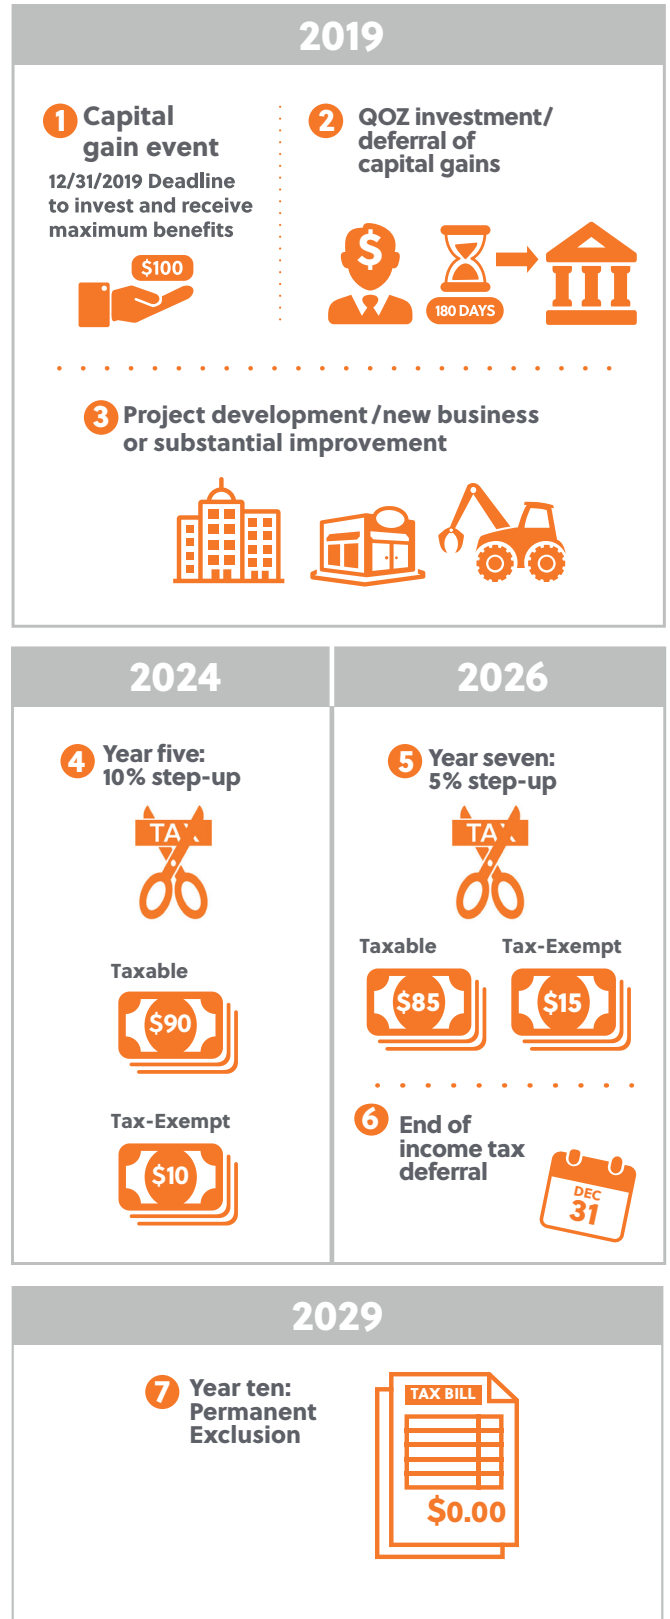 2019
1 Capital
gain event
12/31/2019 Deadline
to invest and receive
maximum benefits
$100
2 QOZ investment/
deferral of
capital gains
$
180 DAYS
3 Project development/new business
or substantial improvement
2024
4 Year five:
10% step-up
TAX
Taxable
$90
Tax-Exempt
$10
2026
5 Year seven:
5% step-up
TAX
Taxable
$85
Tax-Exempt
$15
6 End of
income tax
deferral
DEC
31
2029
7 Year ten:
Permanent
Exclusion
TAX BILL
$0.00